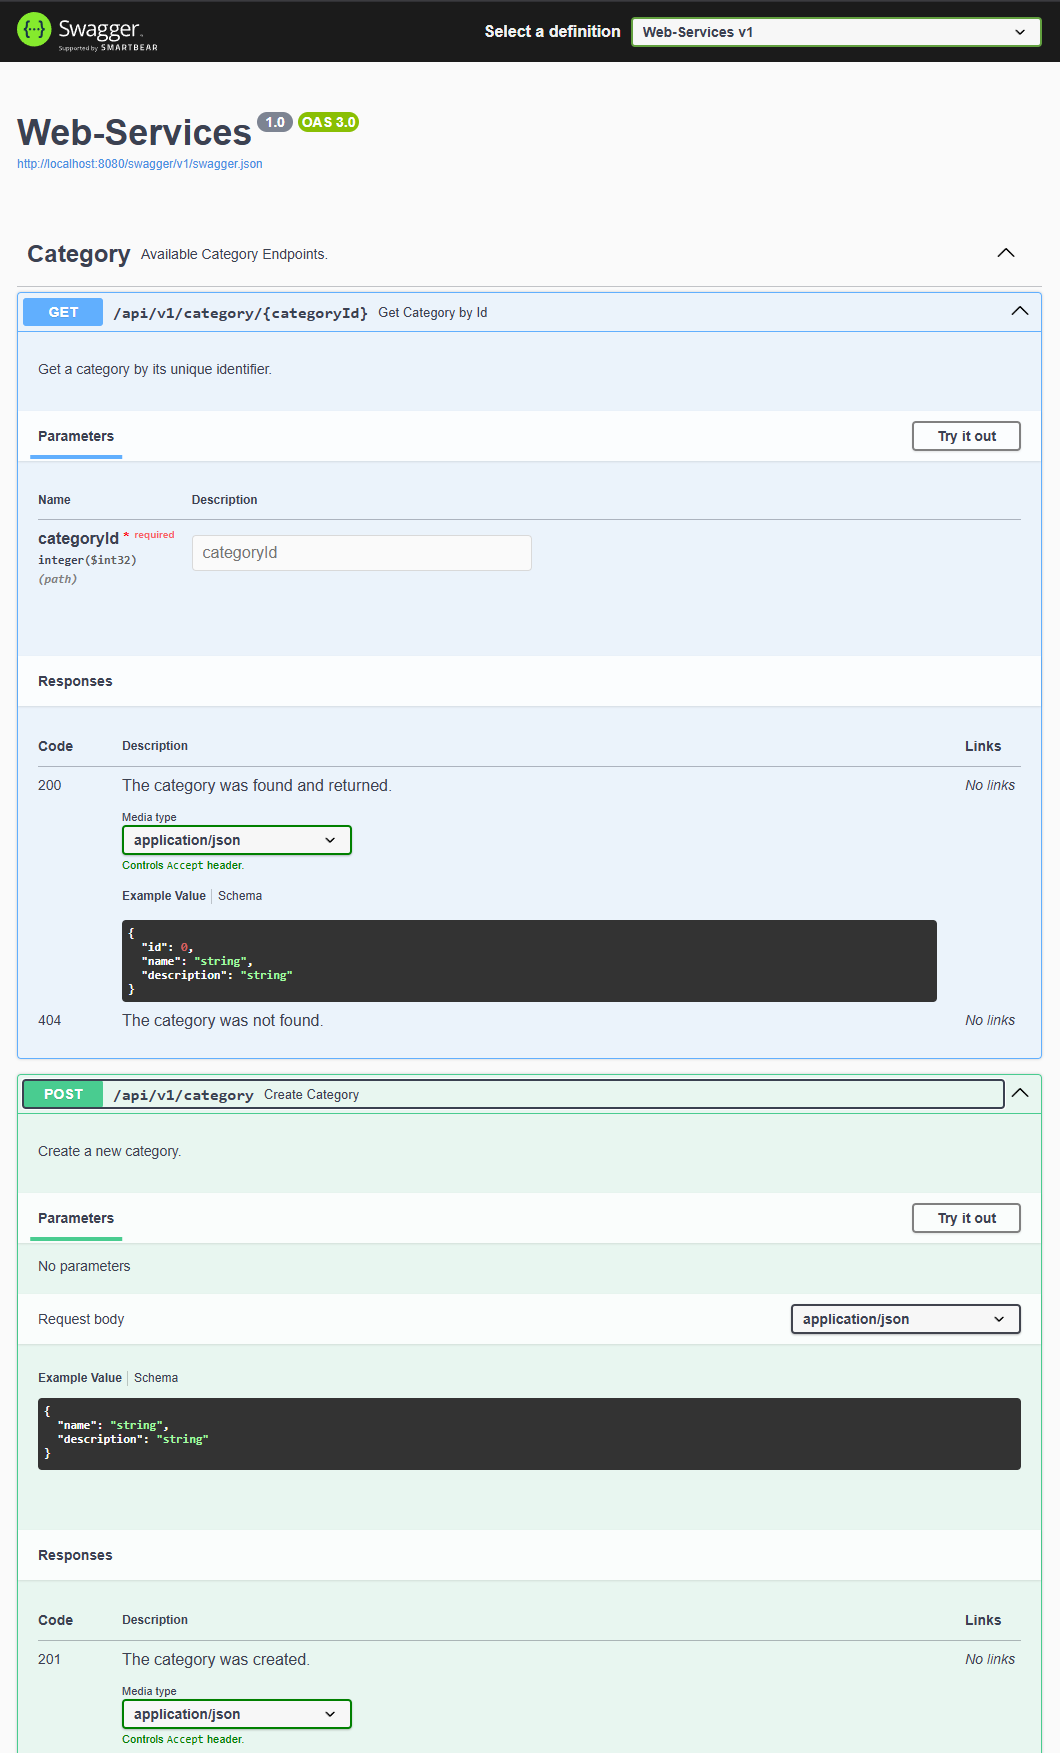 Swagger
Supported by SMARTBEAR
Select a definition
Web-Services v1
Web-Services 1.0 OAS 3.0
http://localhost:8080/swagger/v1/swagger.json
Category Available Category Endpoints.
GET /api/v1/category/{categoryId} Get Category by Id
Get a category by its unique identifier.
Parameters
Try it out
Name Description
categoryId * required
integer($int32)
(path)
categoryId
Responses
Code Description Links
200 The category was found and returned. No links
Media type
application/json
Controls Accept header.
Example Value Schema
{
"id": 0,
"name": "string",
"description": "string"
}
404 The category was not found. No links
POST /api/v1/category Create Category
Create a new category.
Parameters
Try it out
No parameters
Request body application/json
Example Value Schema
{
"name": "string",
"description": "string"
}
Responses
Code Description Links
201 The category was created. No links
Media type
application/json
Controls Accept header.